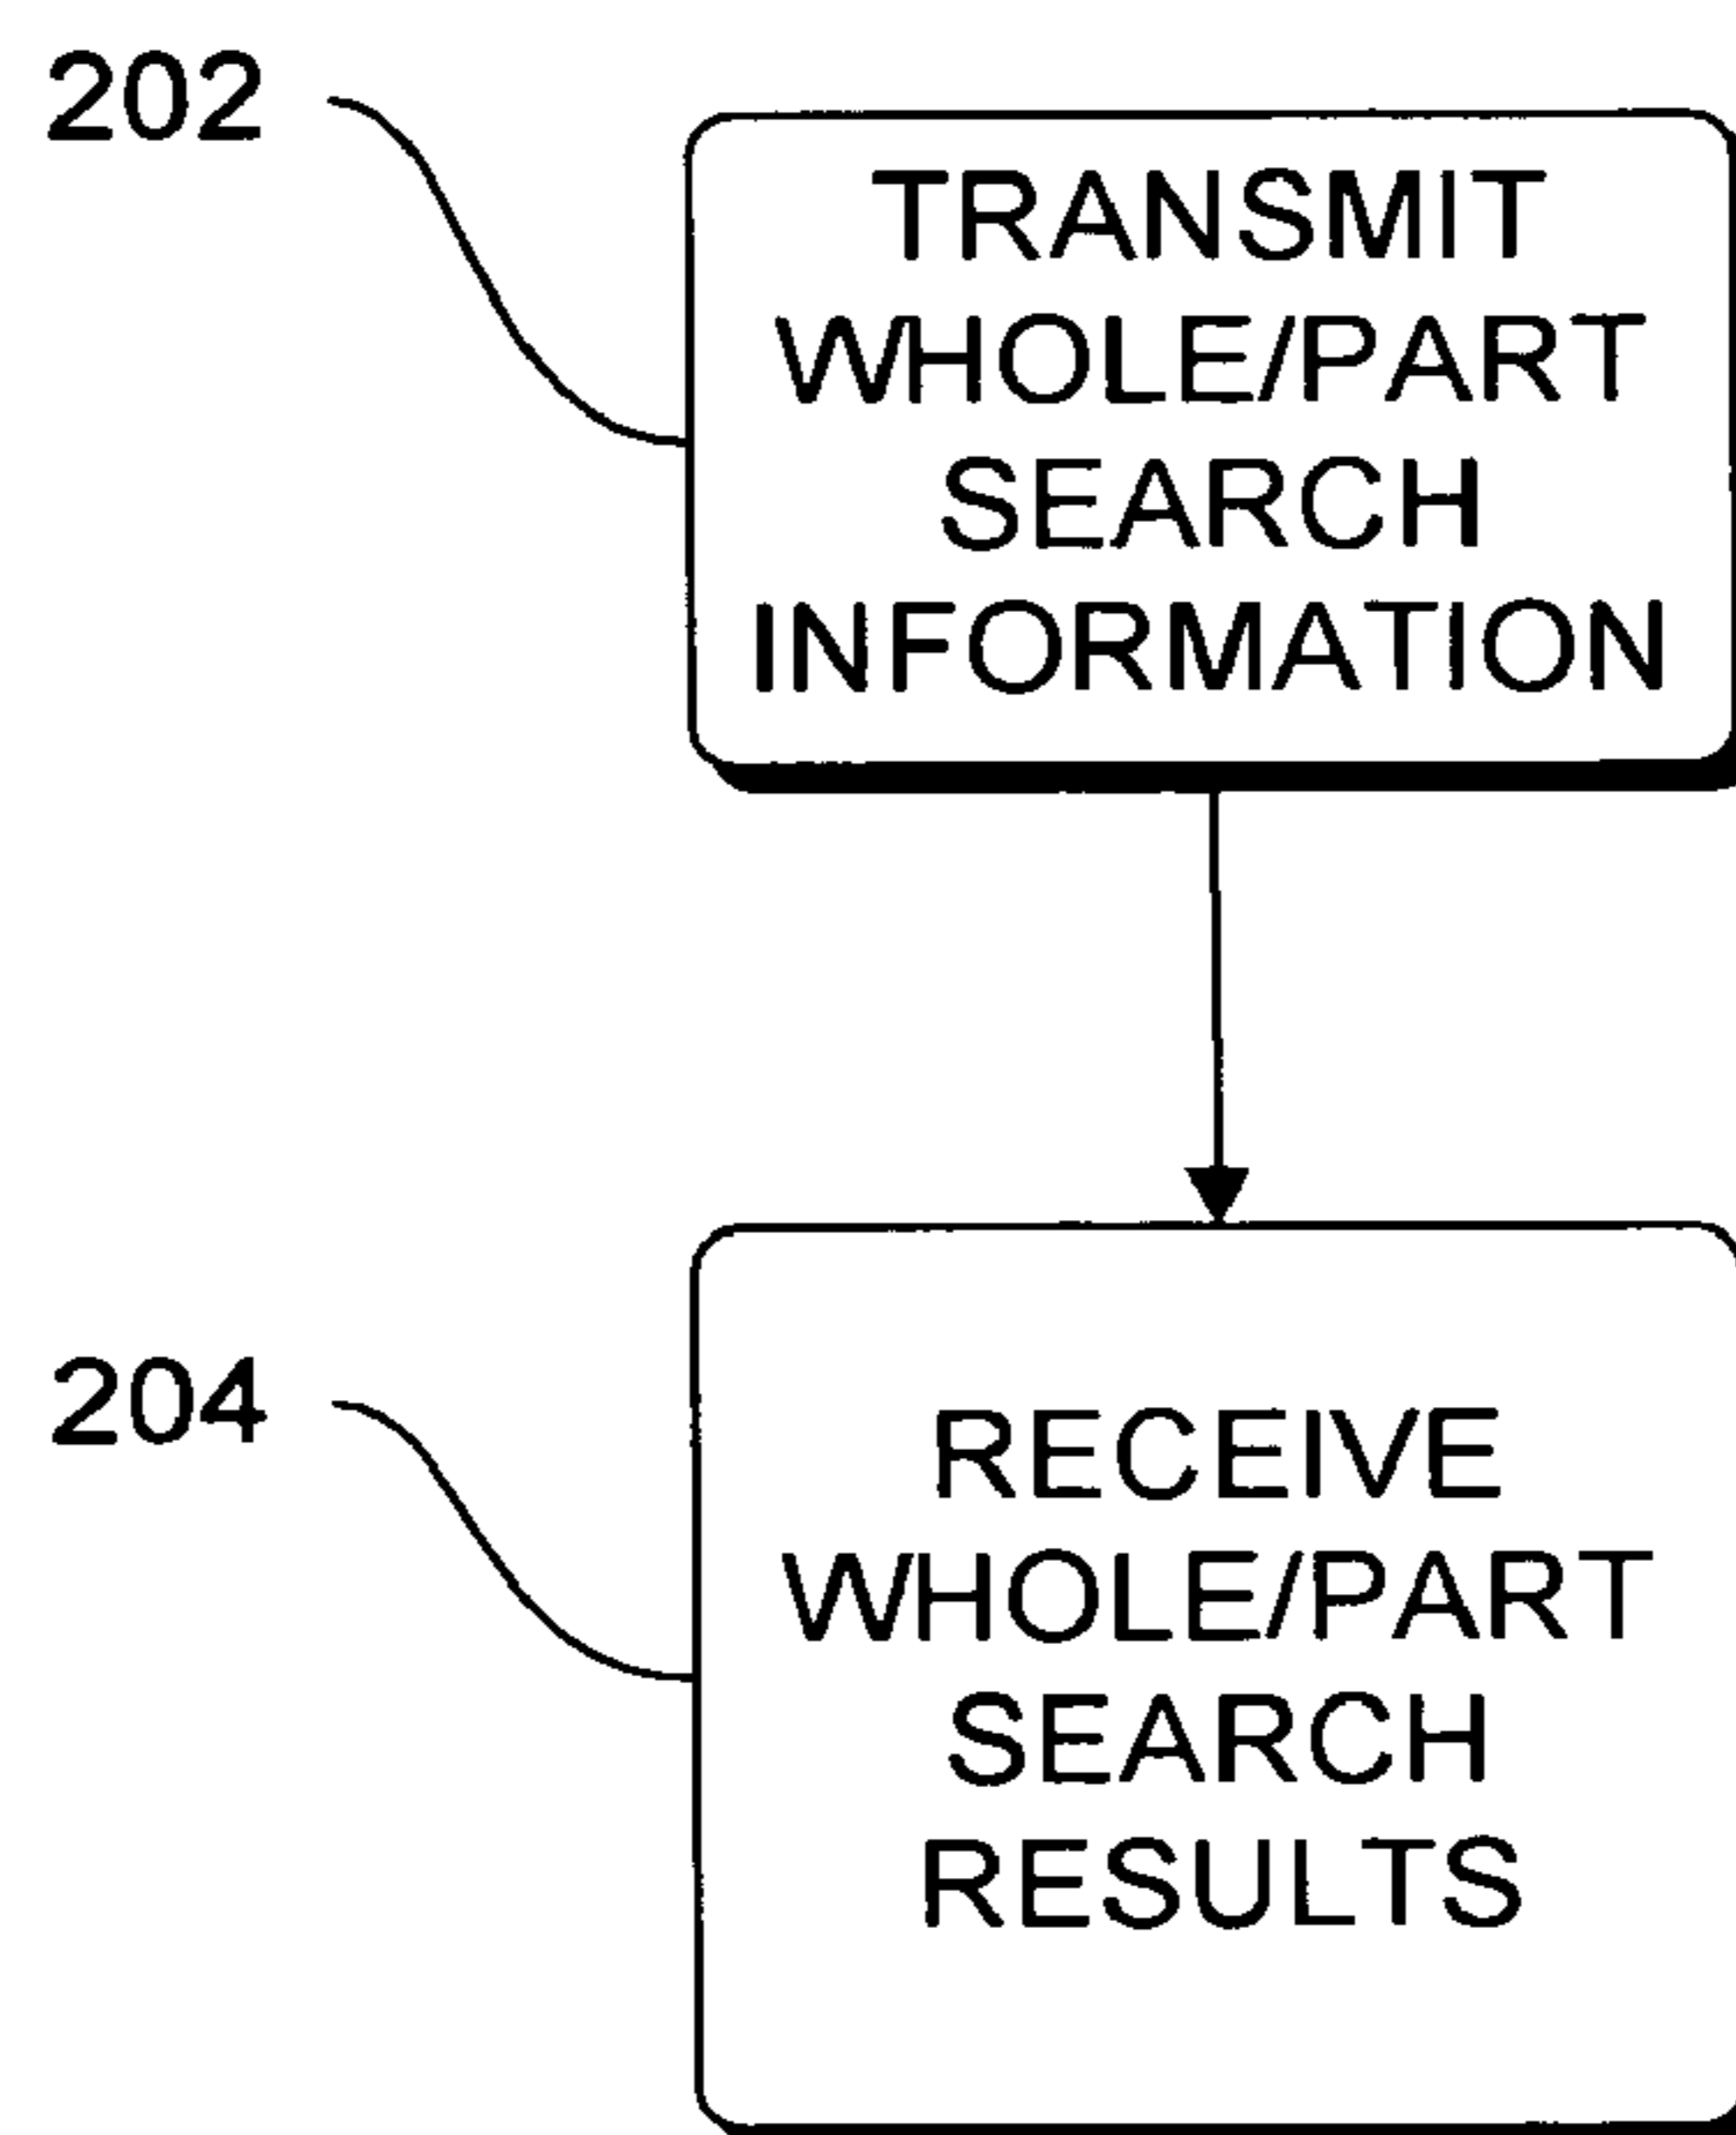 202
TRANSMIT
WHOLE/PART
SEARCH
INFORMATION
204
RECEIVE
WHOLE/PART
SEARCH
RESULTS